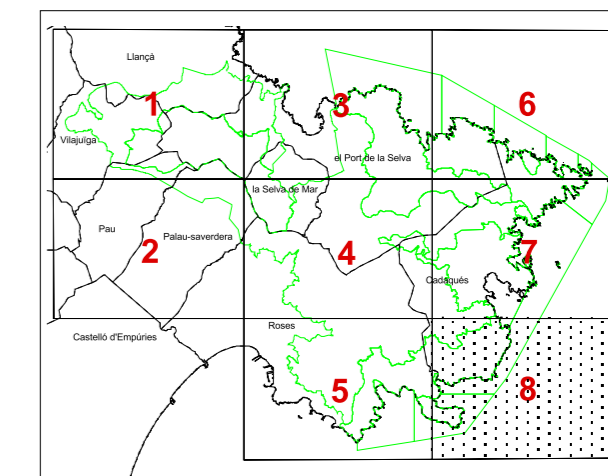 Llançà
1
3
6
Vilajuïga
el Port de la Selva
la Selva de Mar
Pau
Palau-saverdera
2
4
7
Cadaqués
Roses
Castelló d'Empúries
5
8